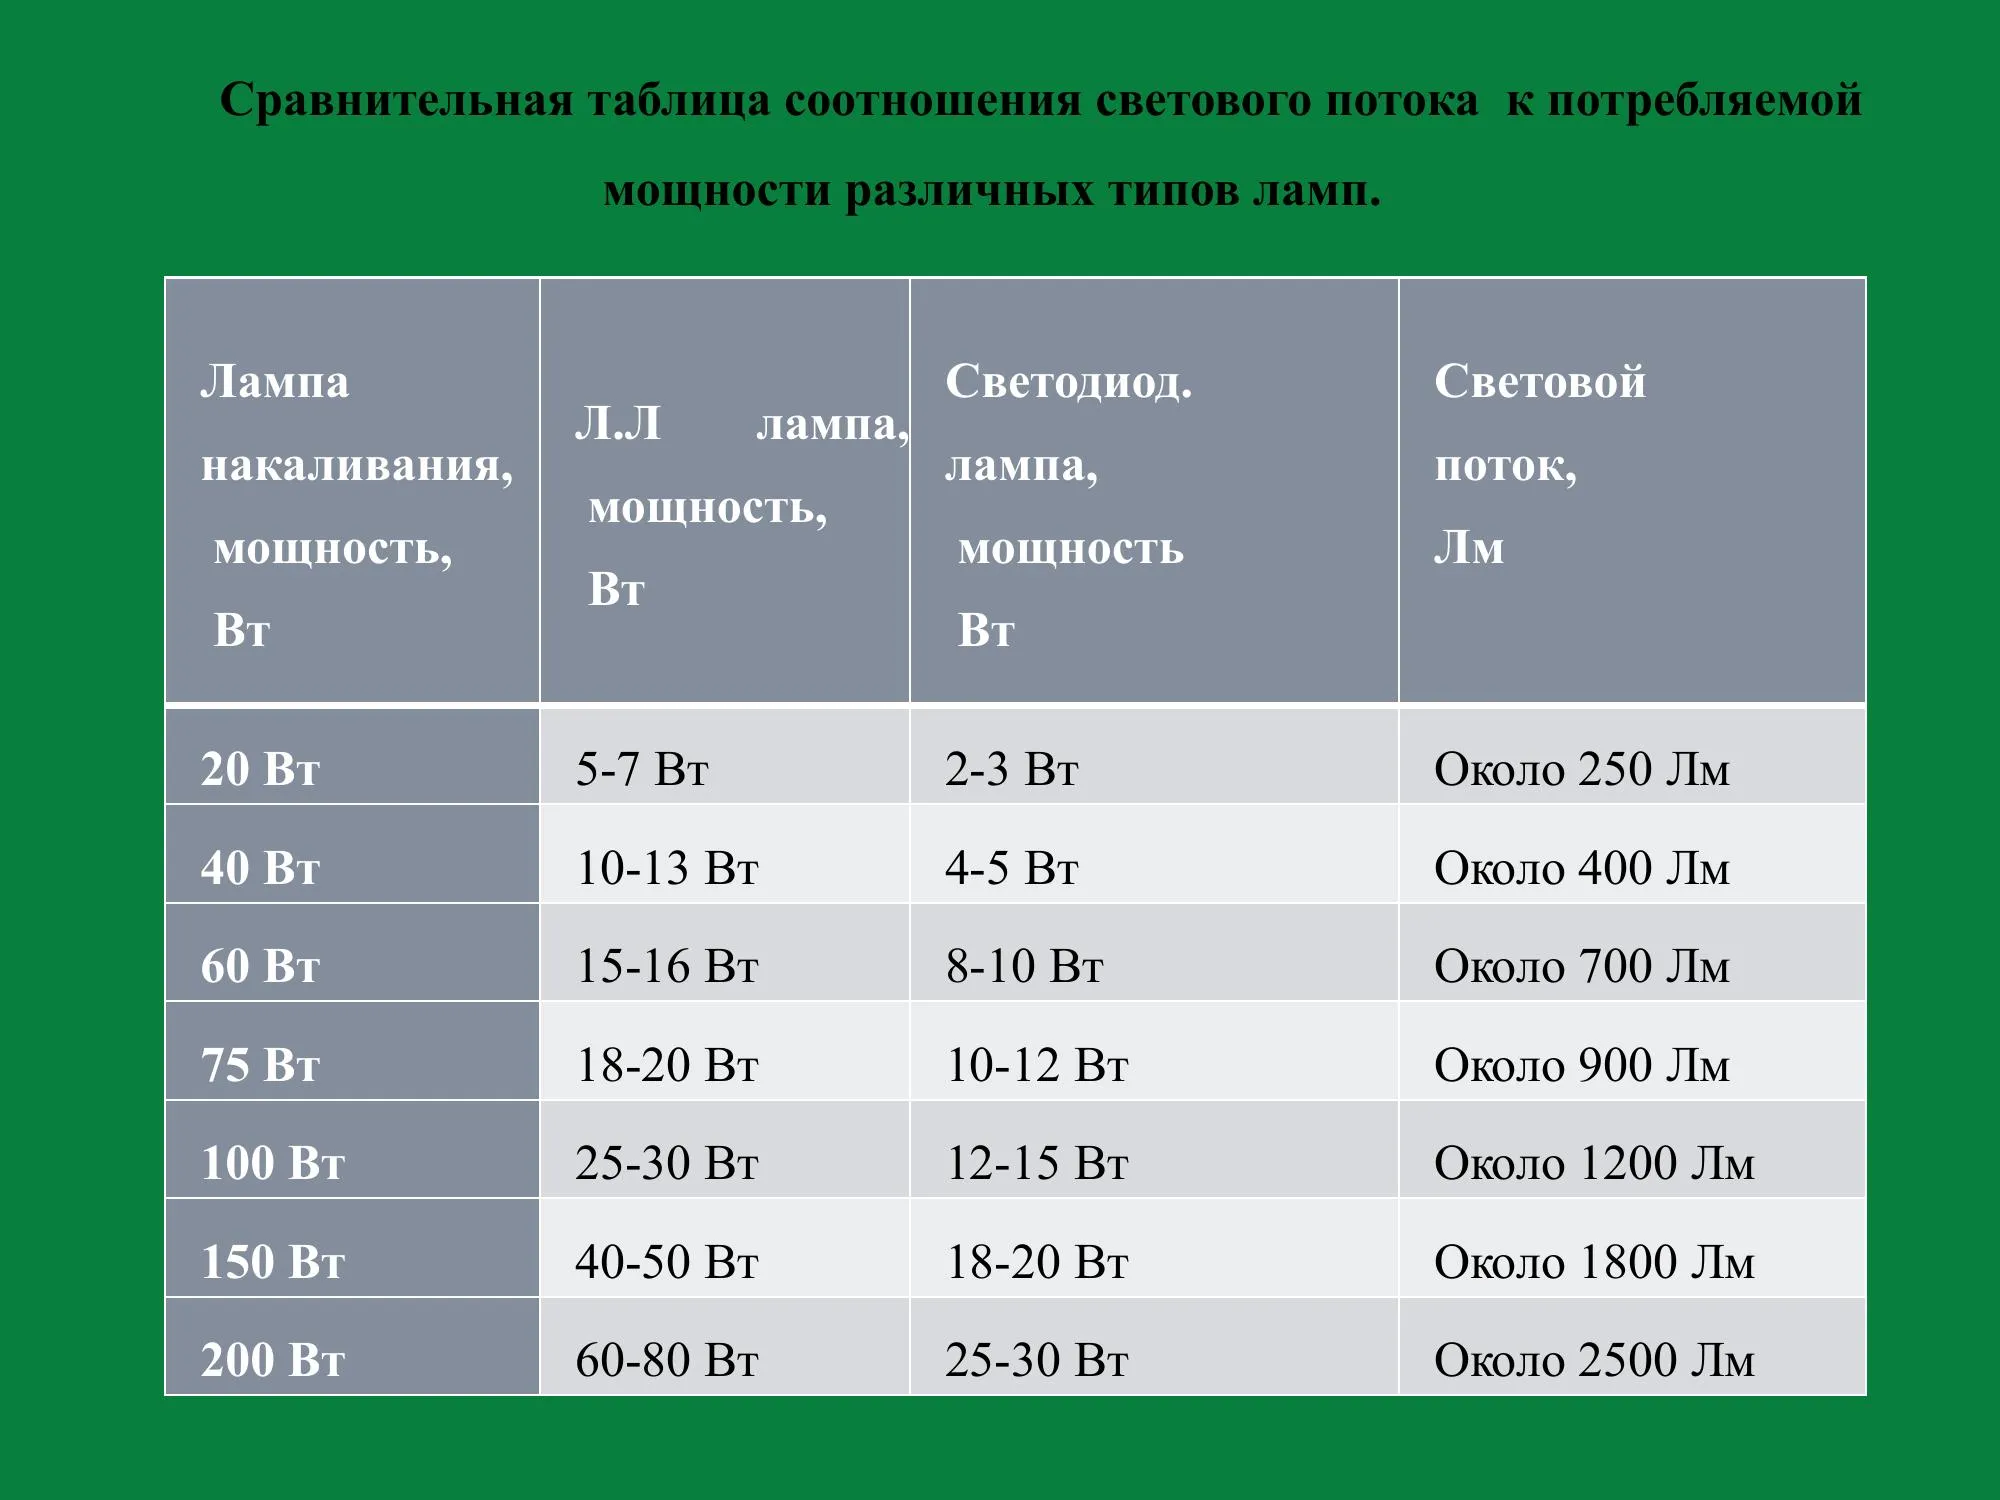 Сравнительная таблица соотношения светового потока к потребляемой
мощности различных типов ламп.
Лампа
накаливания,
мощность,
Вт
Л.Л лампа,
мощность,
Вт
Светодиод.
лампа,
мощность
Вт
Световой
поток,
Лм
20 Вт 5-7 Вт 2-3 Вт Около 250 Лм
40 Вт 10-13 Вт 4-5 Вт Около 400 Лм
60 Вт 15-16 Вт 8-10 Вт Около 700 Лм
75 Вт 18-20 Вт 10-12 Вт Около 900 Лм
100 Вт 25-30 Вт 12-15 Вт Около 1200 Лм
150 Вт 40-50 Вт 18-20 Вт Около 1800 Лм
200 Вт 60-80 Вт 25-30 Вт Около 2500 Лм